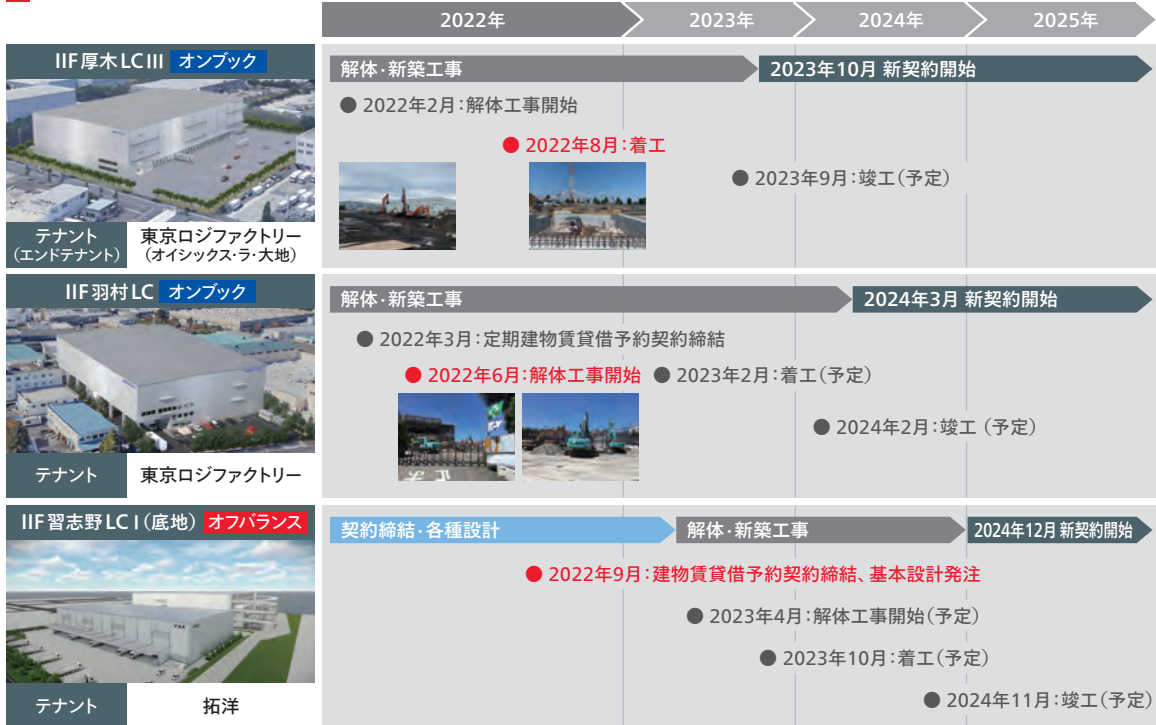 2022年 2023年 2024年 2025年
IIF厚木LCIII オンブック
解体・新築工事 2023年10月 新契約開始
● 2022年2月：解体工事開始
● 2022年8月：着工
● 2023年9月：竣工（予定）
テナント 東京ロジファクトリー
（エンドテナント） （オイシックス・ラ・大地）
IIF羽村LC オンブック
解体・新築工事 2024年3月 新契約開始
● 2022年3月：定期建物賃貸借予約契約締結
● 2022年6月：解体工事開始 ● 2023年2月：着工（予定）
● 2024年2月：竣工（予定）
テナント 東京ロジファクトリー
IIF習志野LC I（底地） オフバランス
契約締結・各種設計 解体・新築工事 2024年12月 新契約開始
● 2022年9月：建物賃貸借予約契約締結、基本設計発注
● 2023年4月：解体工事開始（予定）
● 2023年10月：着工（予定）
● 2024年11月：竣工（予定）
テナント 拓洋